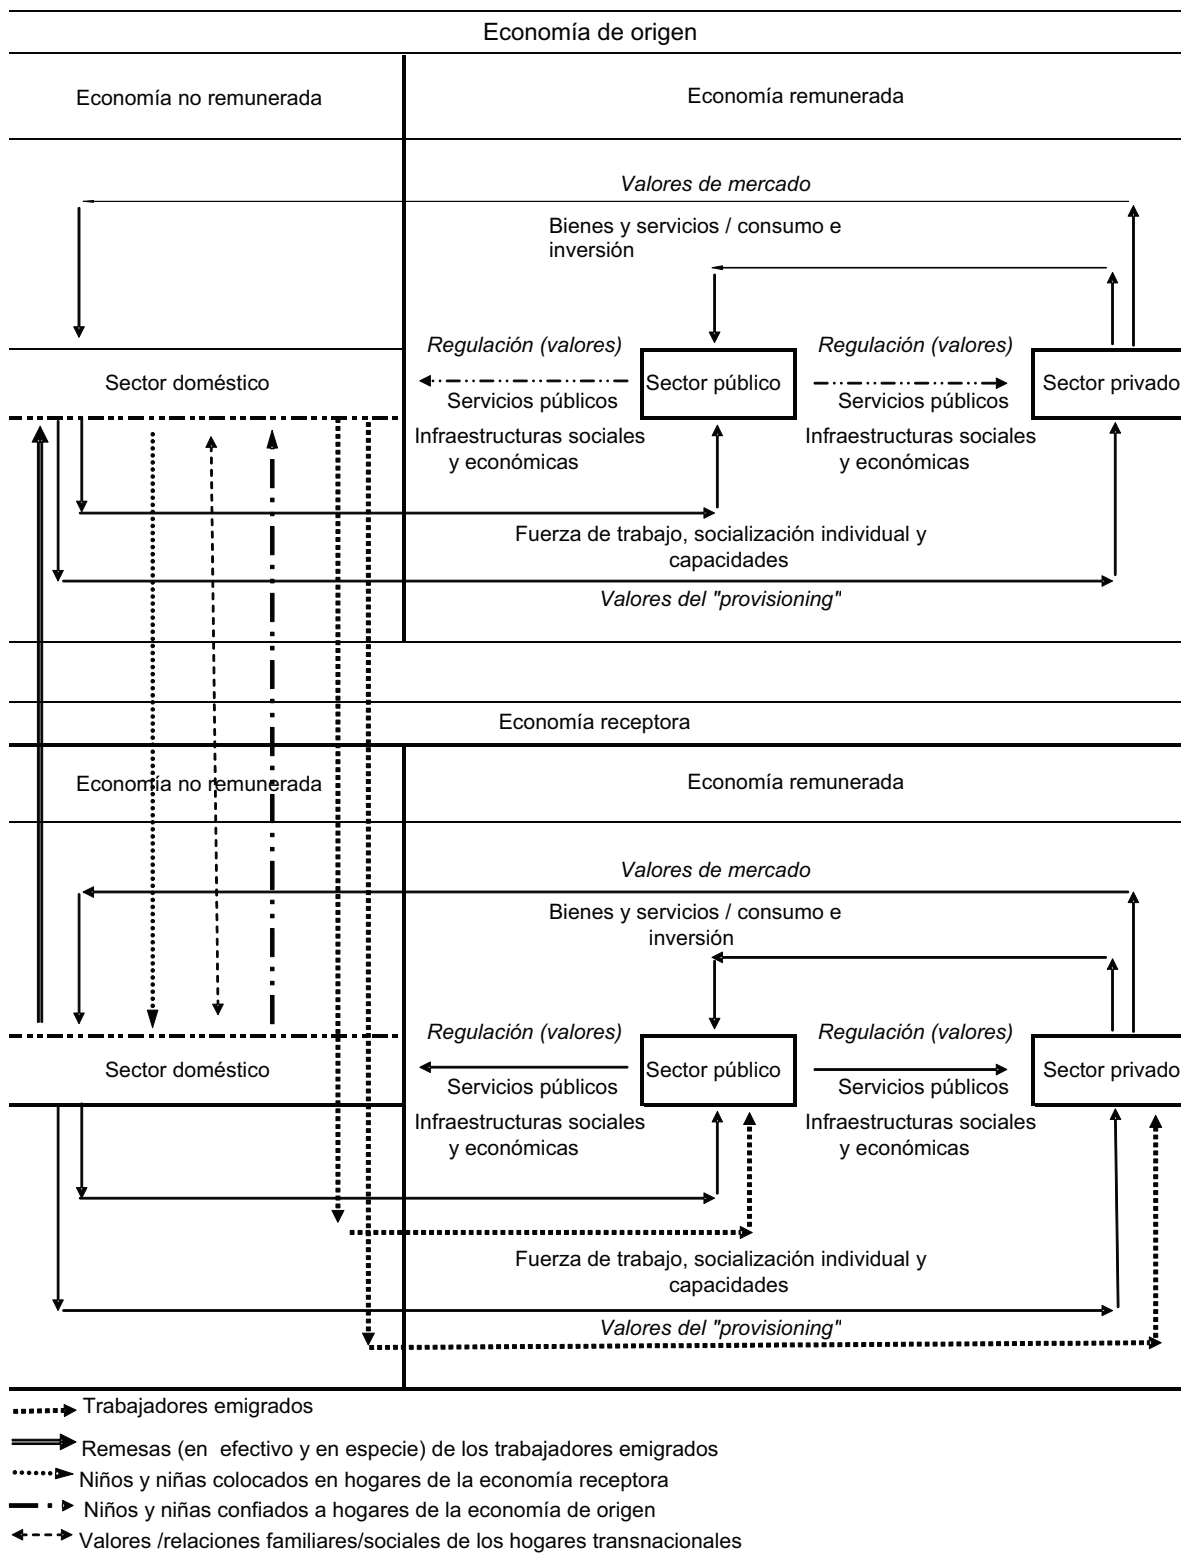 Economía de origen
Economía no remunerada
Economía remunerada
Valores de mercado
Bienes y servicios / consumo e
inversión
Regulación (valores)
Regulación (valores)
Sector doméstico
Sector público
Sector privado
Servicios públicos
Servicios públicos
Infraestructuras sociales
y económicas
Infraestructuras sociales
y económicas
Fuerza de trabajo, socialización individual y
capacidades
Valores del "provisioning"
Economía receptora
Economía no remunerada
Economía remunerada
Valores de mercado
Bienes y servicios / consumo e
inversión
Regulación (valores)
Regulación (valores)
Sector doméstico
Sector público
Sector privado
Servicios públicos
Servicios públicos
Infraestructuras sociales
y económicas
Infraestructuras sociales
y económicas
Fuerza de trabajo, socialización individual y
capacidades
Valores del "provisioning"
Trabajadores emigrados
Remesas (en efectivo y en especie) de los trabajadores emigrados
Niños y niñas colocados en hogares de la economía receptora
Niños y niñas confiados a hogares de la economía de origen
Valores /relaciones familiares/sociales de los hogares transnacionales